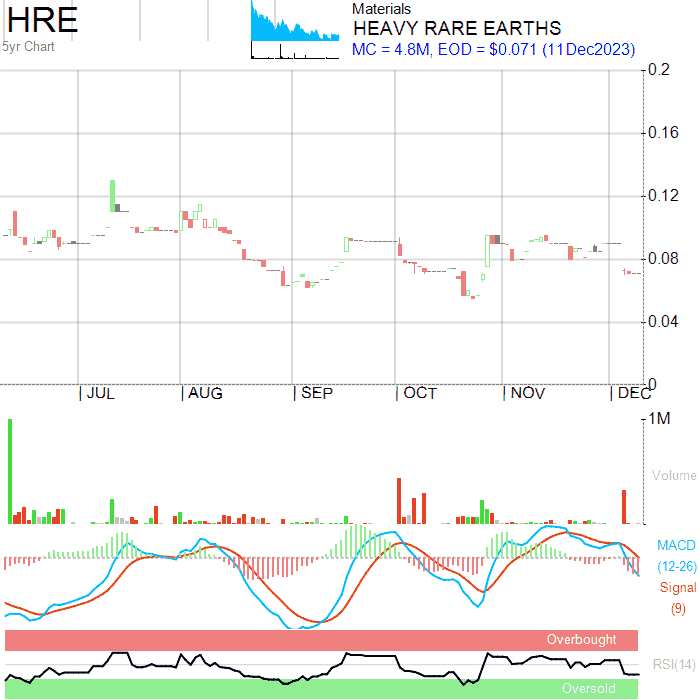 HRE
5yr Chart
Materials
HEAVY RARE EARTHS
MC = 4.8M, EOD = $0.071 (11Dec2023)
0.2
0.16
0.12
0.08
0.04
0
JUL AUG SEP OCT NOV DEC
1M
Volume
MACD
(12-26)
Signal
(9)
Overbought
RSI(14)
Oversold